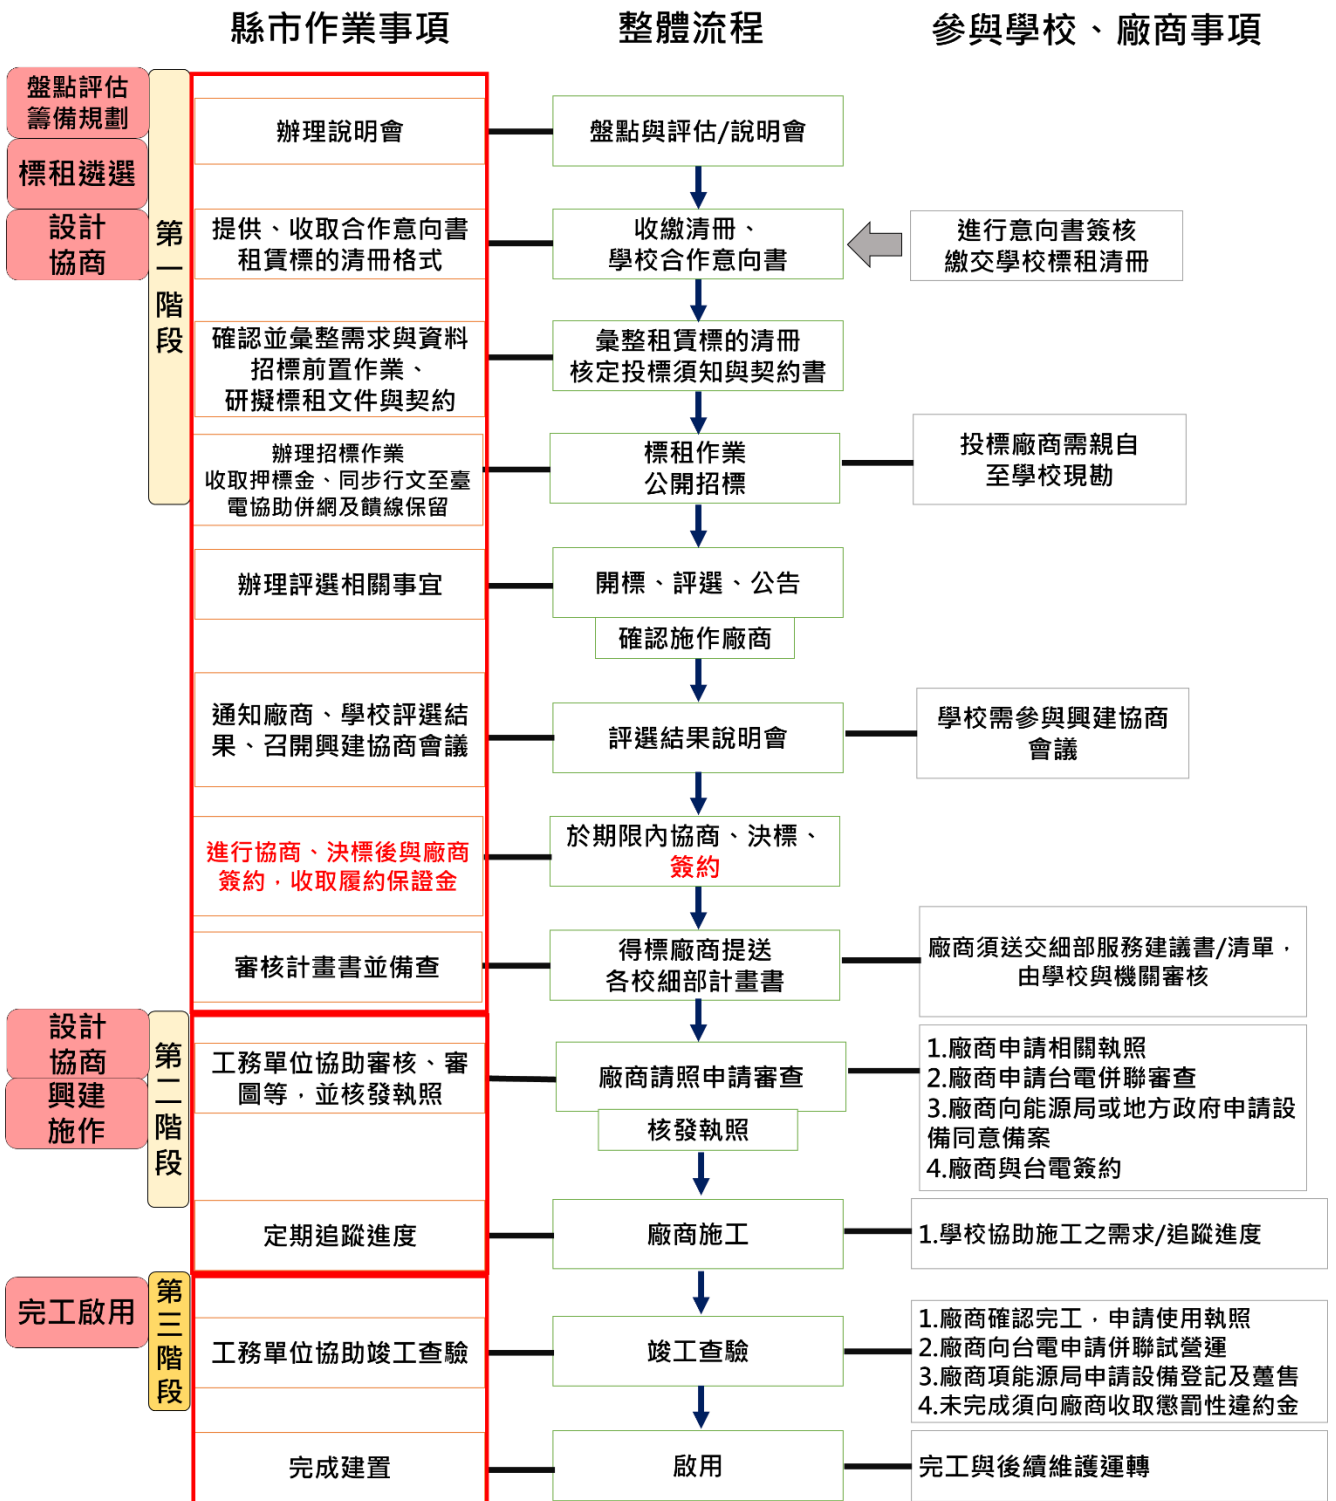 縣市作業事項
整體流程
參與學校、廠商事項
盤點評估
籌備規劃
標租遴選
設計
協商
第一階段
辦理說明會
盤點與評估/說明會
提供、收取合作意向書
租賃標的清冊格式
收繳清冊、
學校合作意向書
進行意向書簽核
繳交學校標租清冊
確認並彙整需求與資料
招標前置作業、
研擬標租文件與契約
彙整租賃標的清冊
核定投標須知與契約書
辦理招標作業
收取押標金、同步行文至臺
電協助併網及饋線保留
標租作業
公開招標
投標廠商需親自
至學校現勘
辦理評選相關事宜
開標、評選、公告
確認施作廠商
通知廠商、學校評選結
果、召開興建協商會議
評選結果說明會
學校需參與興建協商
會議
進行協商、決標後與廠商
簽約，收取履約保證金
於期限內協商、決標、
簽約
審核計畫書並備查
得標廠商提送
各校細部計畫書
廠商須送交細部服務建議書/清單，
由學校與機關審核
設計
協商
興建
施作
第二階段
工務單位協助審核、審
圖等，並核發執照
廠商請照申請審查
核發執照
1.廠商申請相關執照
2.廠商申請台電併聯審查
3.廠商向能源局或地方政府申請設
備同意備案
4.廠商與台電簽約
定期追蹤進度
廠商施工
1.學校協助施工之需求/追蹤進度
完工啟用
第三階段
工務單位協助竣工查驗
竣工查驗
1.廠商確認完工，申請使用執照
2.廠商向台電申請併聯試營運
3.廠商項能源局申請設備登記及躉售
4.未完成須向廠商收取懲罰性違約金
完成建置
啟用
完工與後續維護運轉